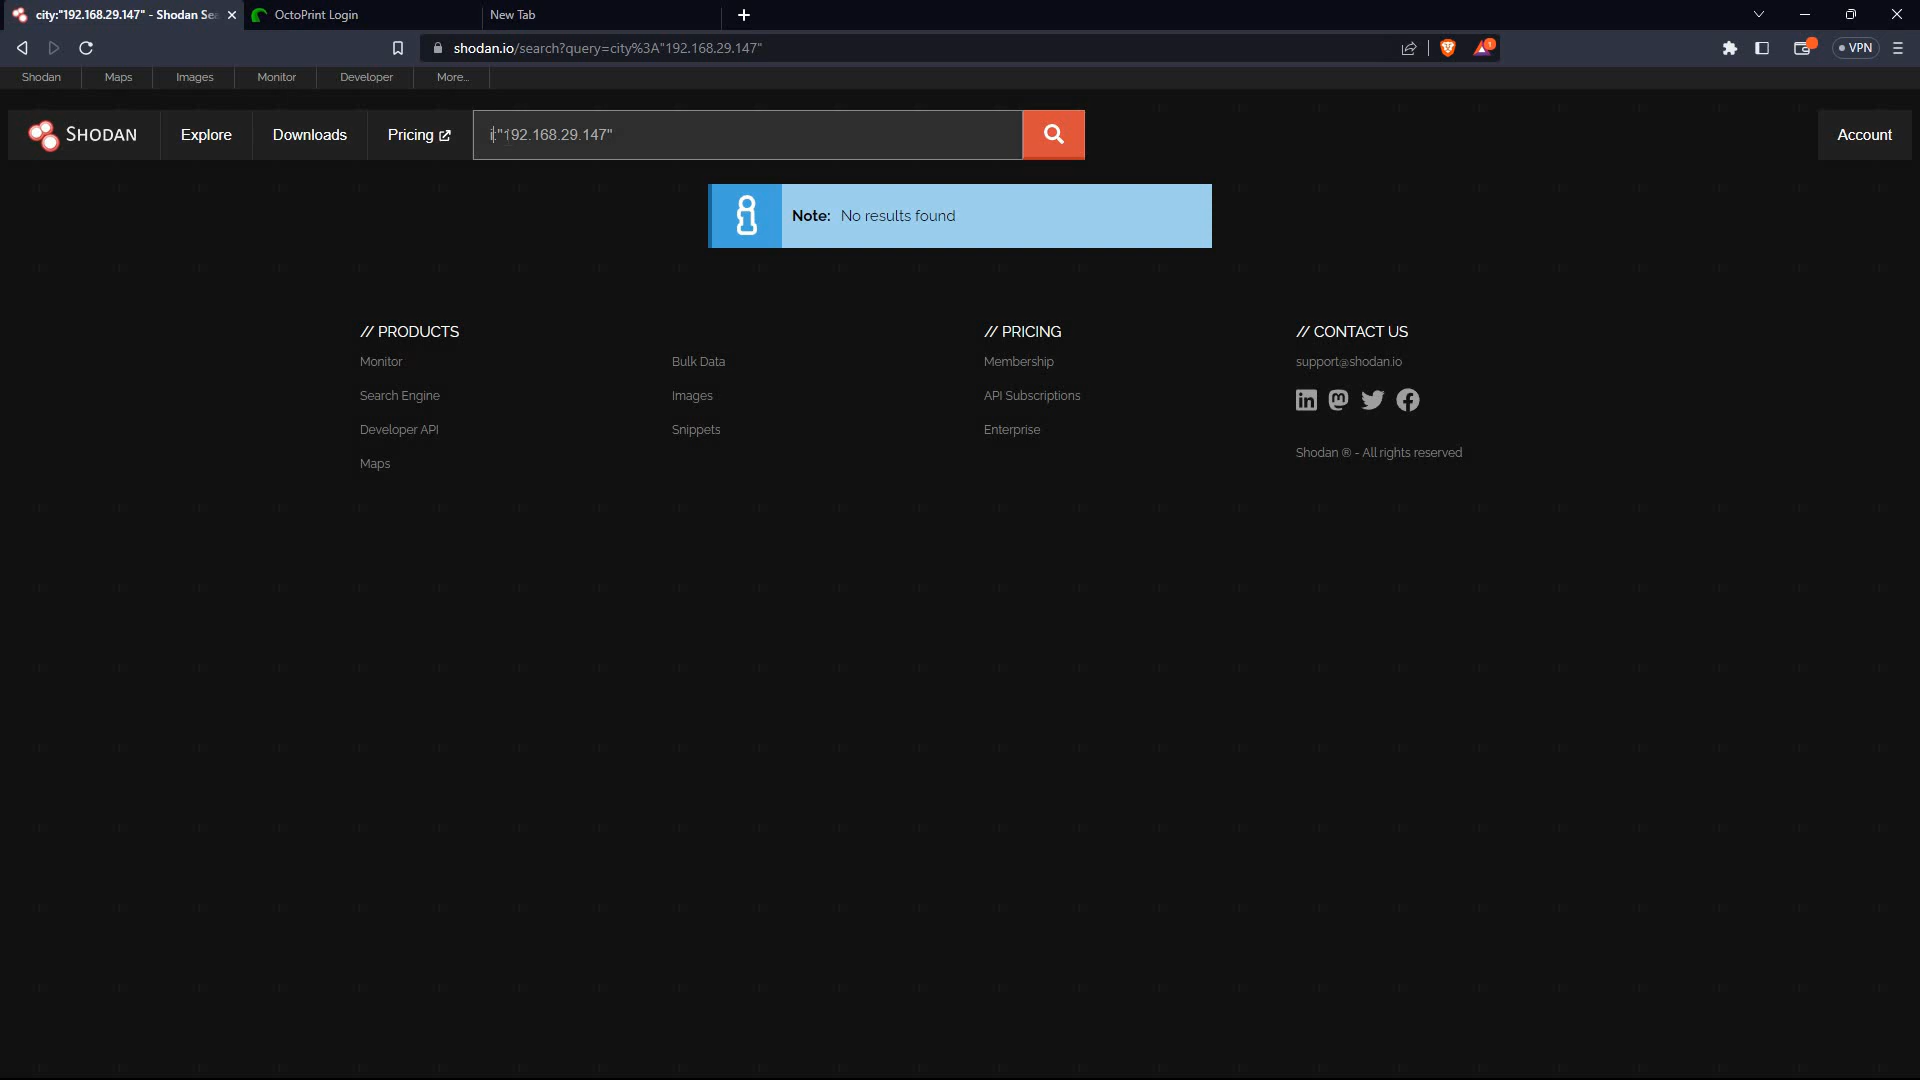 city:"192.168.29.147" - Shodan Sea
OctoPrint Login
New Tab
shodan.io/search?query=city%3A"192.168.29.147"
1
VPN
Shodan
Maps
Images
Monitor
Developer
More...
SHODAN
Explore
Downloads
Pricing
i:"192.168.29.147"
Account
Note: No results found
// PRODUCTS
Monitor
Search Engine
Developer API
Maps
Bulk Data
Images
Snippets
// PRICING
Membership
API Subscriptions
Enterprise
// CONTACT US
support@shodan.io
Shodan ® - All rights reserved